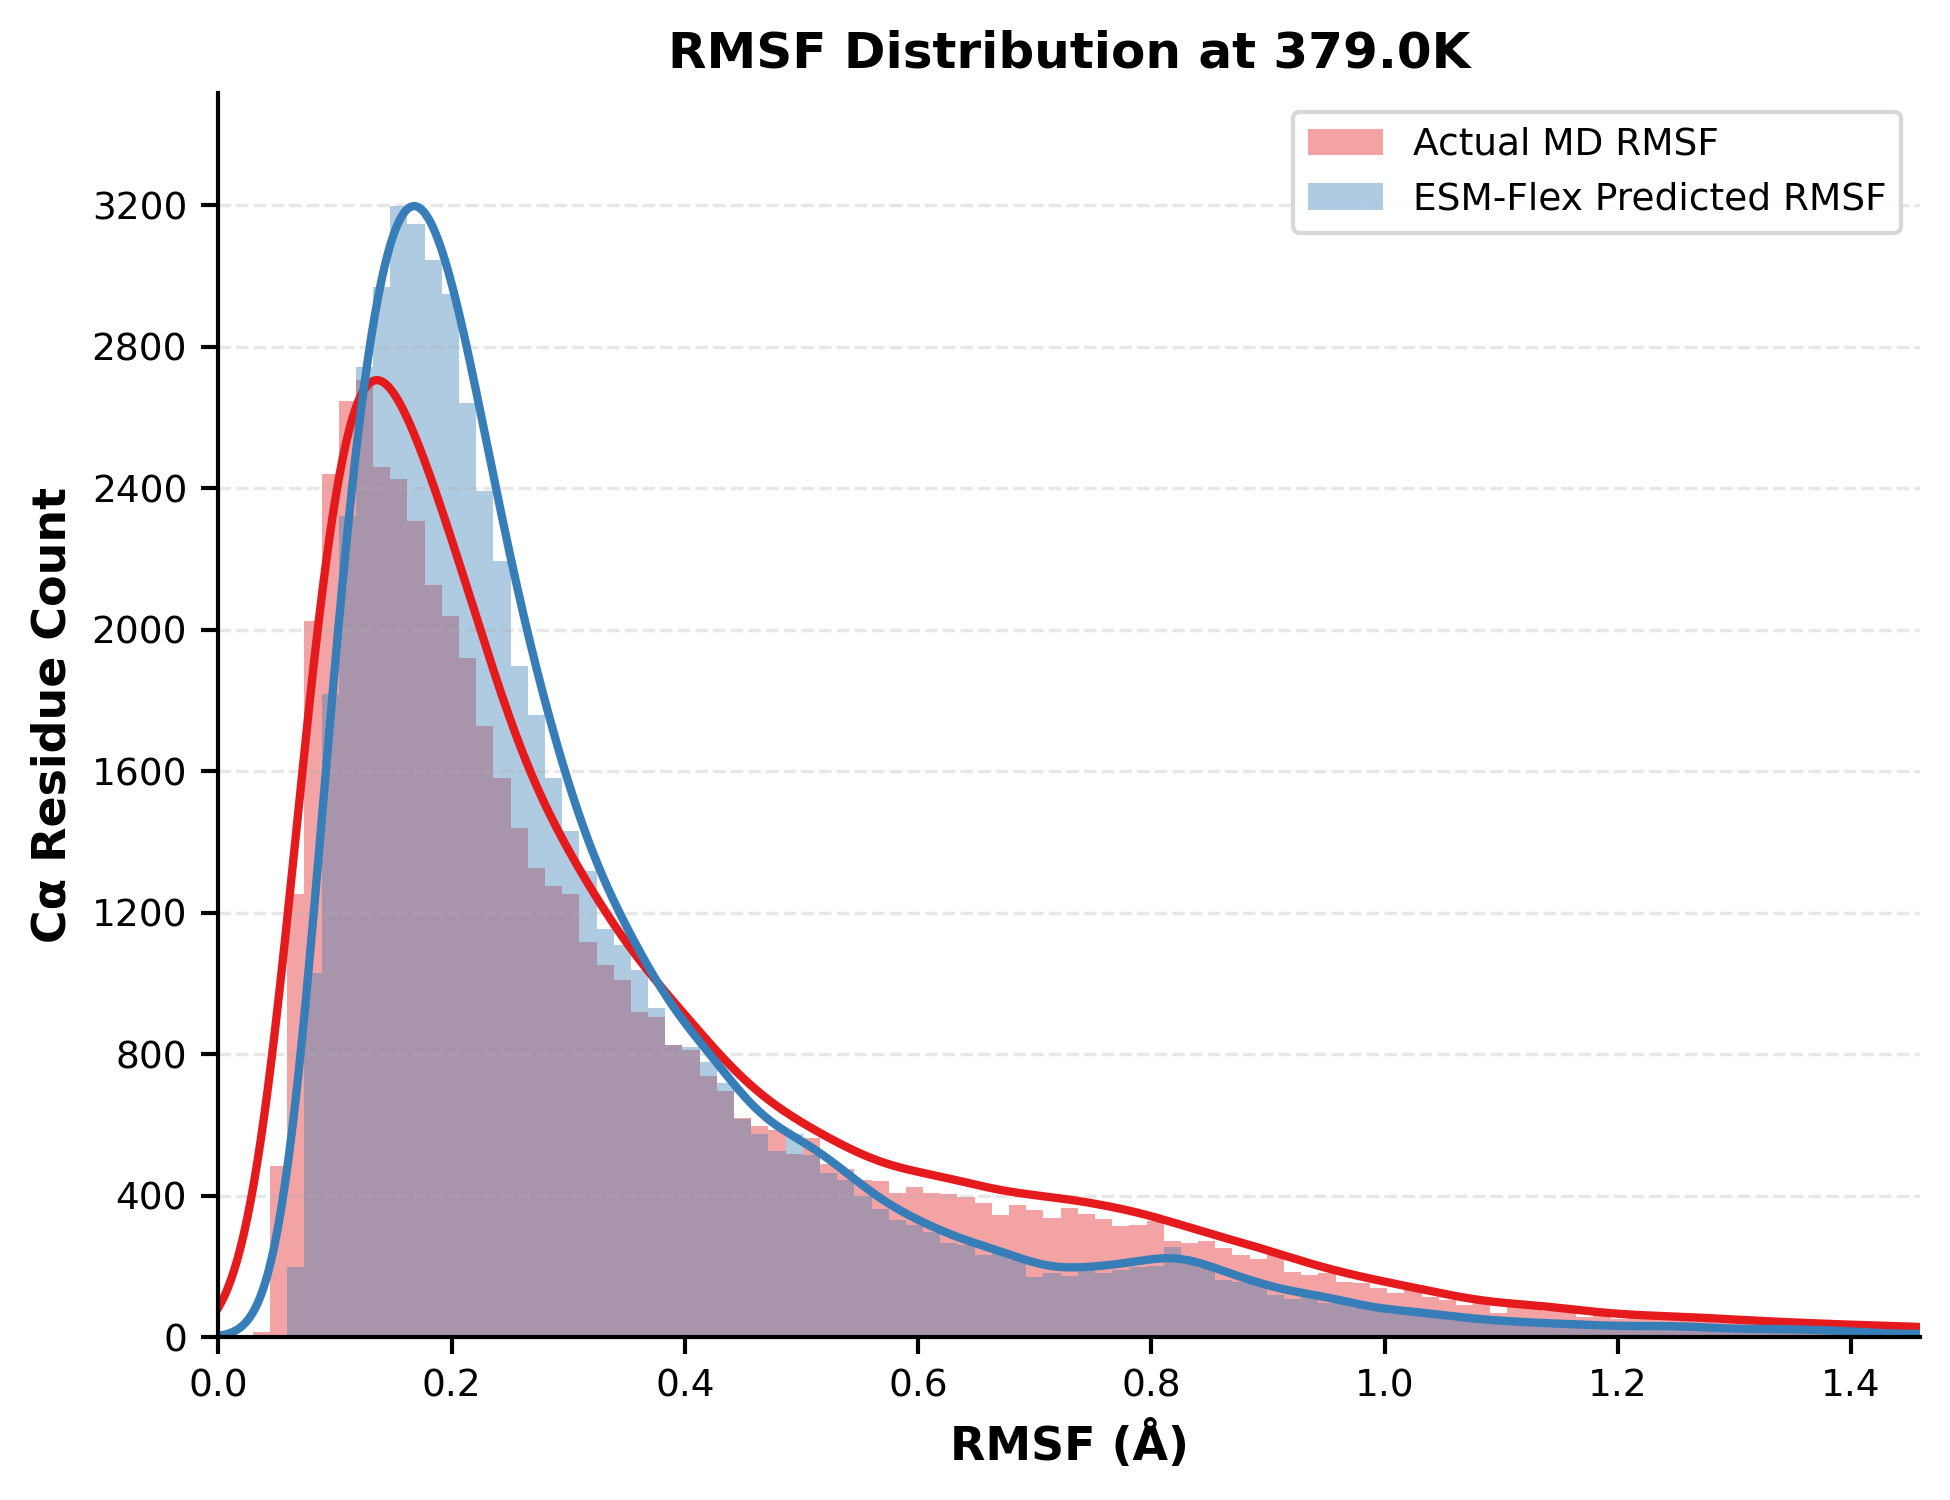 RMSF Distribution at 379.0K
Actual MD RMSF
ESM-Flex Predicted RMSF
Cα Residue Count
3200
2800
2400
2000
1600
1200
800
400
0
0.0 0.2 0.4 0.6 0.8 1.0 1.2 1.4
RMSF (Å)